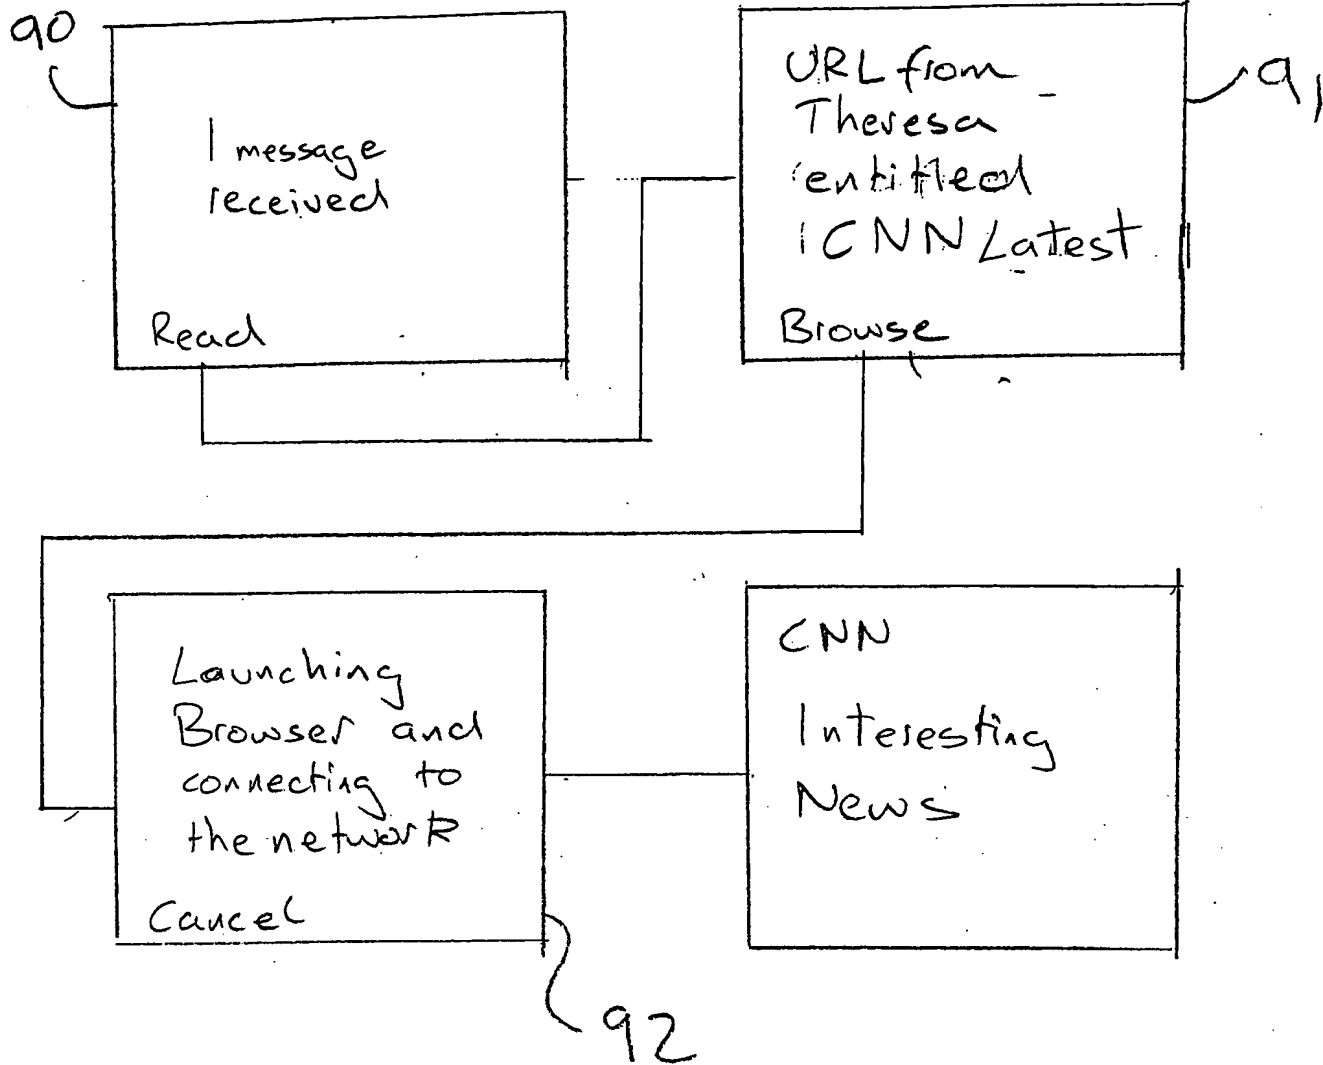 90
1 message
received
Read
URL from
Theresa
entitled
CNN Latest
Browse
91
Launching
Browser and
connecting to
the network
Cancel
92
CNN
Interesting
News